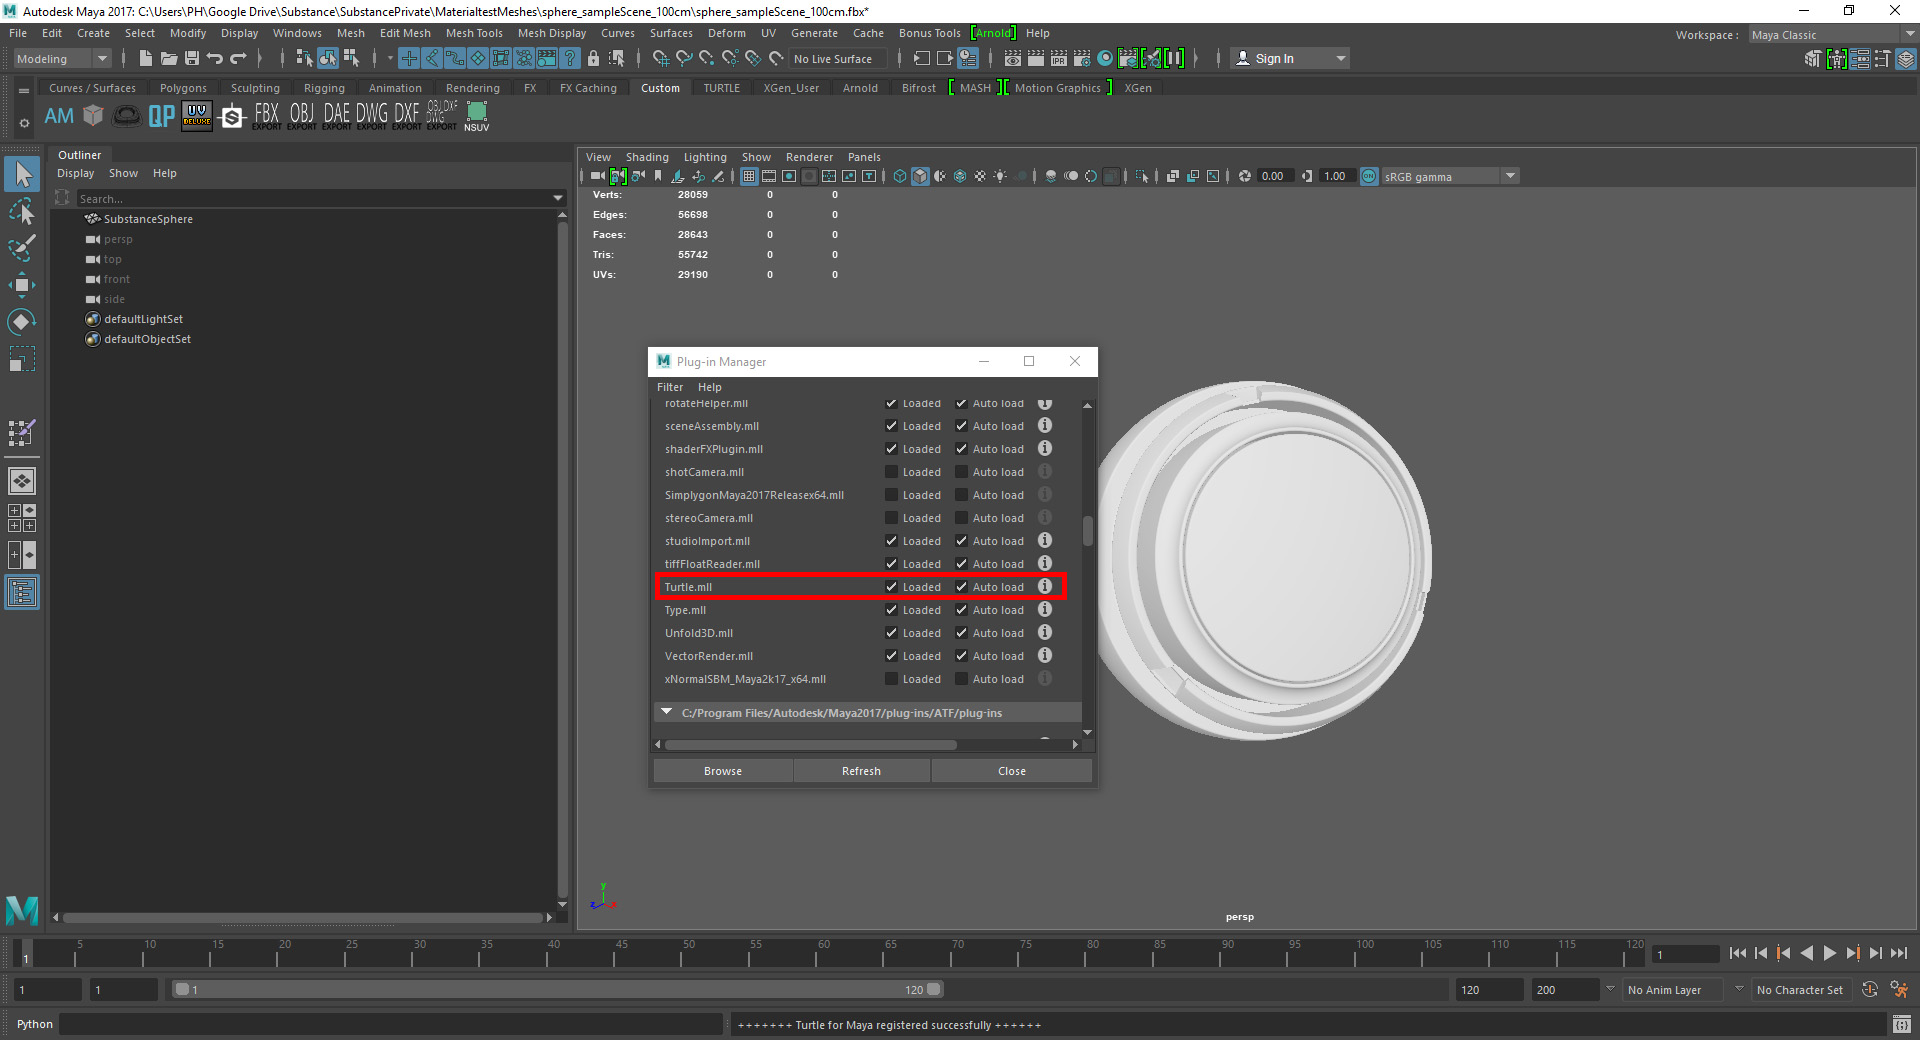 Autodesk Maya 2017: C:\Users\PH\Google Drive\Substance\SubstancePrivate\MaterialtestMeshes\sphere_sampleScene_100cm\sphere_sampleScene_100cm.fbx*
File Edit Create Select Modify Display Windows Mesh Edit Mesh Mesh Tools Mesh Display Curves Surfaces Deform UV Generate Cache Bonus Tools [Arnold] Help
Workspace : Maya Classic
Modeling
No Live Surface
IPR
Sign In
Curves / Surfaces Polygons Sculpting Rigging Animation Rendering FX FX Caching Custom TURTLE XGen_User Arnold Bifrost [ MASH ][ Motion Graphics ] XGen
AM QP UV DELUXE S FBX OBJ DAE DWG DXF OBJ DXF DWG
EXPORT EXPORT EXPORT EXPORT EXPORT EXPORT NSUV
Outliner
Display Show Help
Search...
SubstanceSphere
persp
top
front
side
defaultLightSet
defaultObjectSet
View Shading Lighting Show Renderer Panels
0.00 1.00 ON sRGB gamma
Verts: 28059 0 0
Edges: 56698 0 0
Faces: 28643 0 0
Tris: 55742 0 0
UVs: 29190 0 0
Plug-in Manager
Filter Help
rotateHelper.mll Loaded Auto load
sceneAssembly.mll Loaded Auto load
shaderFXPlugin.mll Loaded Auto load
shotCamera.mll Loaded Auto load
SimplygonMaya2017Releasex64.mll Loaded Auto load
stereoCamera.mll Loaded Auto load
studioImport.mll Loaded Auto load
tiffFloatReader.mll Loaded Auto load
Turtle.mll Loaded Auto load
Type.mll Loaded Auto load
Unfold3D.mll Loaded Auto load
VectorRender.mll Loaded Auto load
xNormalSBM_Maya2k17_x64.mll Loaded Auto load
C:/Program Files/Autodesk/Maya2017/plug-ins/ATF/plug-ins
Browse Refresh Close
y
z x
persp
5 10 15 20 25 30 35 40 45 50 55 60 65 70 75 80 85 90 95 100 105 110 115 120
1 1
1 1 1 120 120 200 No Anim Layer No Character Set
Python +++++++ Turtle for Maya registered successfully ++++++